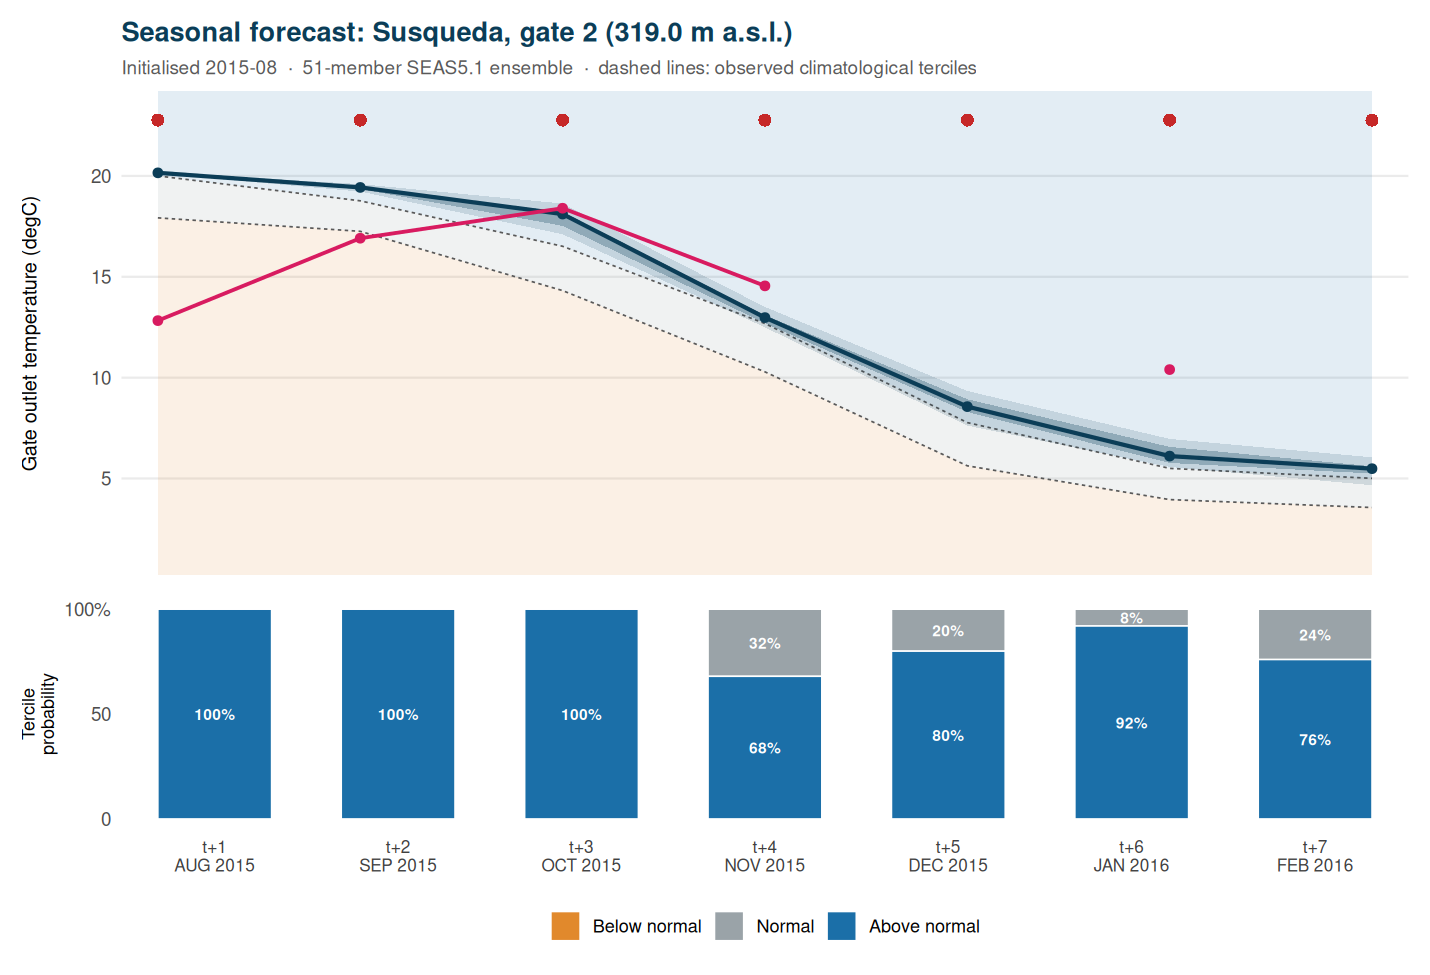 Seasonal forecast: Susqueda, gate 2 (319.0 m a.s.l.)
Initialised 2015-08 · 51-member SEAS5.1 ensemble · dashed lines: observed climatological terciles
Gate outlet temperature (degC)
20
15
10
5
Tercile
probability
100%
50
0
100%
100%
100%
32%
68%
20%
80%
8%
92%
24%
76%
t+1
AUG 2015
t+2
SEP 2015
t+3
OCT 2015
t+4
NOV 2015
t+5
DEC 2015
t+6
JAN 2016
t+7
FEB 2016
Below normal
Normal
Above normal